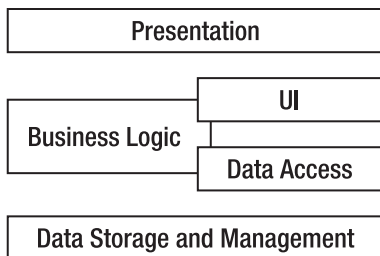 Presentation
UI
Business Logic
Data Access
Data Storage and Management